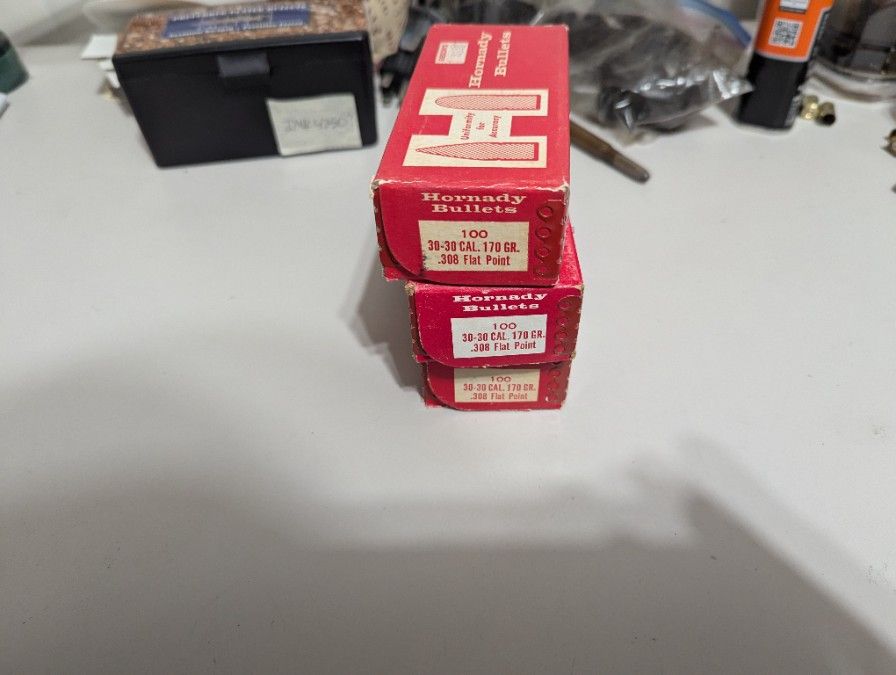 Hornady
Bullets
Uniformity
for
Accuracy
Hornady
Bullets
100
30-30 CAL. 170 GR.
.308 Flat Point
Hornady
Bullets
100
30-30 CAL. 170 GR.
.308 Flat Point
100
30-30 CAL. 170 GR.
.308 Flat Point